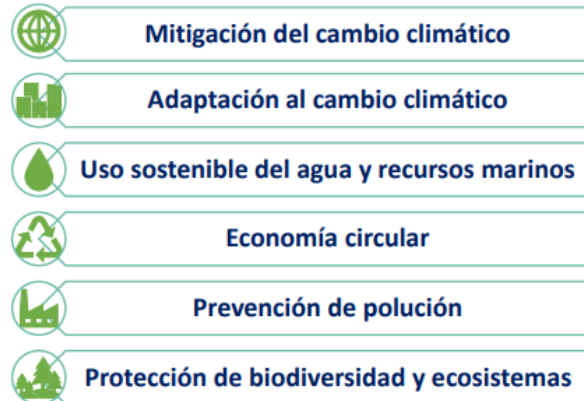 Mitigación del cambio climático
Adaptación al cambio climático
Uso sostenible del agua y recursos marinos
Economía circular
Prevención de polución
Protección de biodiversidad y ecosistemas